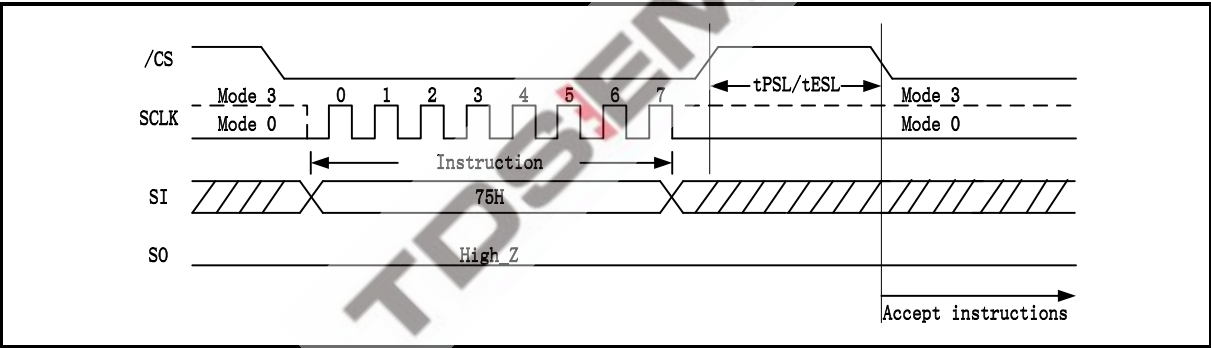 /CS
tPSL/tESL
SCLK
Mode 3
Mode 0
0 1 2 3 4 5 6 7
Mode 3
Mode 0
Instruction
SI
75H
SO
High_Z
Accept instructions